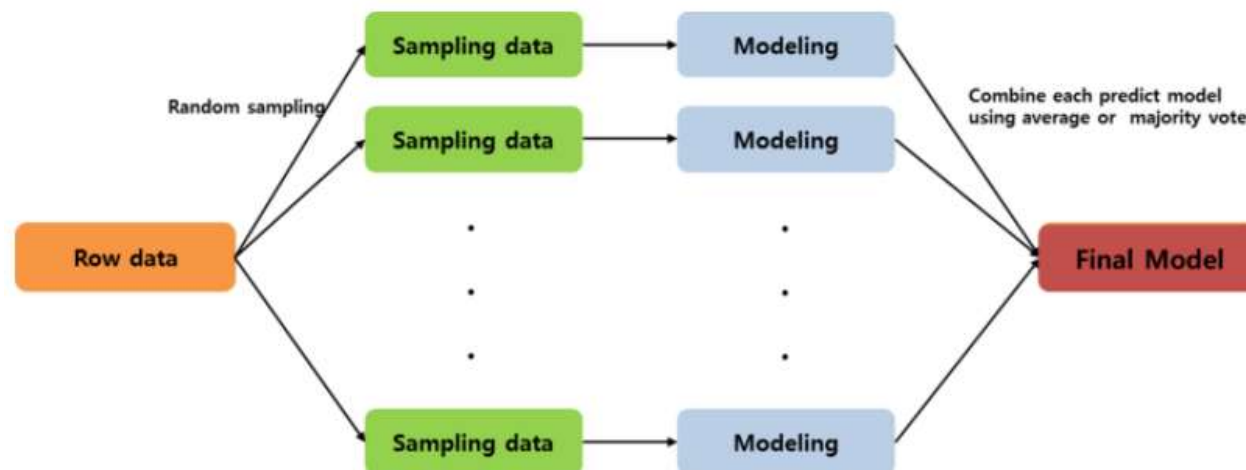 Sampling data
Modeling
Random sampling
Combine each predict model
using average or majority vote
Sampling data
Modeling
Row data
Final Model
Sampling data
Modeling